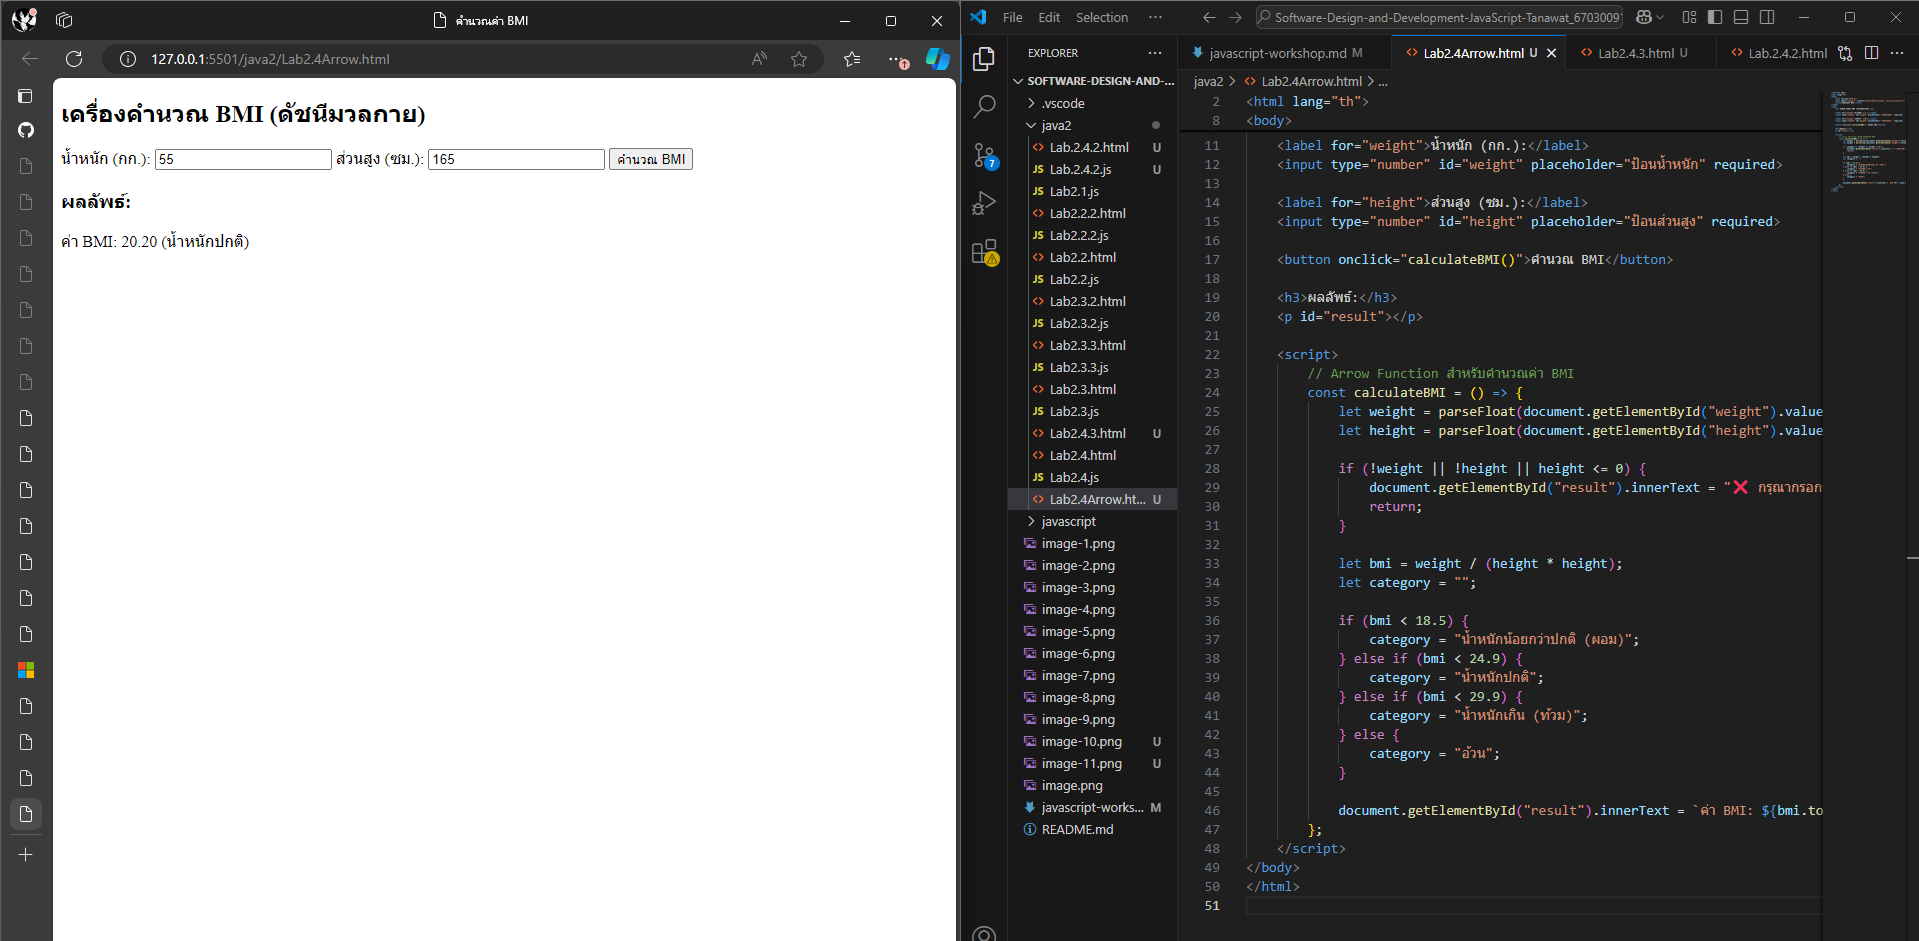 คำนวณค่า BMI
127.0.0.1:5501/java2/Lab2.4Arrow.html
เครื่องคำนวณ BMI (ดัชนีมวลกาย)
น้ำหนัก (กก.): 55 ส่วนสูง (ซม.): 165 คำนวณ BMI
ผลลัพธ์:
ค่า BMI: 20.20 (น้ำหนักปกติ)
File Edit Selection ···
Software-Design-and-Development-JavaScript-Tanawat_6703009
EXPLORER ···
SOFTWARE-DESIGN-AND-...
.vscode
java2
Lab.2.4.2.html U
JS Lab.2.4.2.js U
JS Lab2.1.js
Lab2.2.2.html
JS Lab2.2.2.js
Lab2.2.html
JS Lab2.2.js
Lab2.3.2.html
JS Lab2.3.2.js
Lab2.3.3.html
JS Lab2.3.3.js
Lab2.3.html
JS Lab2.3.js
Lab2.4.3.html U
Lab2.4.html
JS Lab2.4.js
Lab2.4Arrow.ht... U
javascript
image-1.png
image-2.png
image-3.png
image-4.png
image-5.png
image-6.png
image-7.png
image-8.png
image-9.png
image-10.png U
image-11.png U
image.png
javascript-works... M
README.md
7
javascript-workshop.md M
Lab2.4Arrow.html U
Lab2.4.3.html U
Lab.2.4.2.html
java2 > Lab2.4Arrow.html > ...
2 <html lang="th">
8 <body>
11 <label for="weight">น้ำหนัก (กก.):</label>
12 <input type="number" id="weight" placeholder="ป้อนน้ำหนัก" required>
13
14 <label for="height">ส่วนสูง (ซม.):</label>
15 <input type="number" id="height" placeholder="ป้อนส่วนสูง" required>
16
17 <button onclick="calculateBMI()">คำนวณ BMI</button>
18
19 <h3>ผลลัพธ์:</h3>
20 <p id="result"></p>
21
22 <script>
23 // Arrow Function สำหรับคำนวณค่า BMI
24 const calculateBMI = () => {
25 let weight = parseFloat(document.getElementById("weight").value
26 let height = parseFloat(document.getElementById("height").value
27
28 if (!weight || !height || height <= 0) {
29 document.getElementById("result").innerText = "❌ กรุณากรอก
30 return;
31 }
32
33 let bmi = weight / (height * height);
34 let category = "";
35
36 if (bmi < 18.5) {
37 category = "น้ำหนักน้อยกว่าปกติ (ผอม)";
38 } else if (bmi < 24.9) {
39 category = "น้ำหนักปกติ";
40 } else if (bmi < 29.9) {
41 category = "น้ำหนักเกิน (ท้วม)";
42 } else {
43 category = "อ้วน";
44 }
45
46 document.getElementById("result").innerText = `ค่า BMI: ${bmi.to
47 };
48 </script>
49 </body>
50 </html>
51